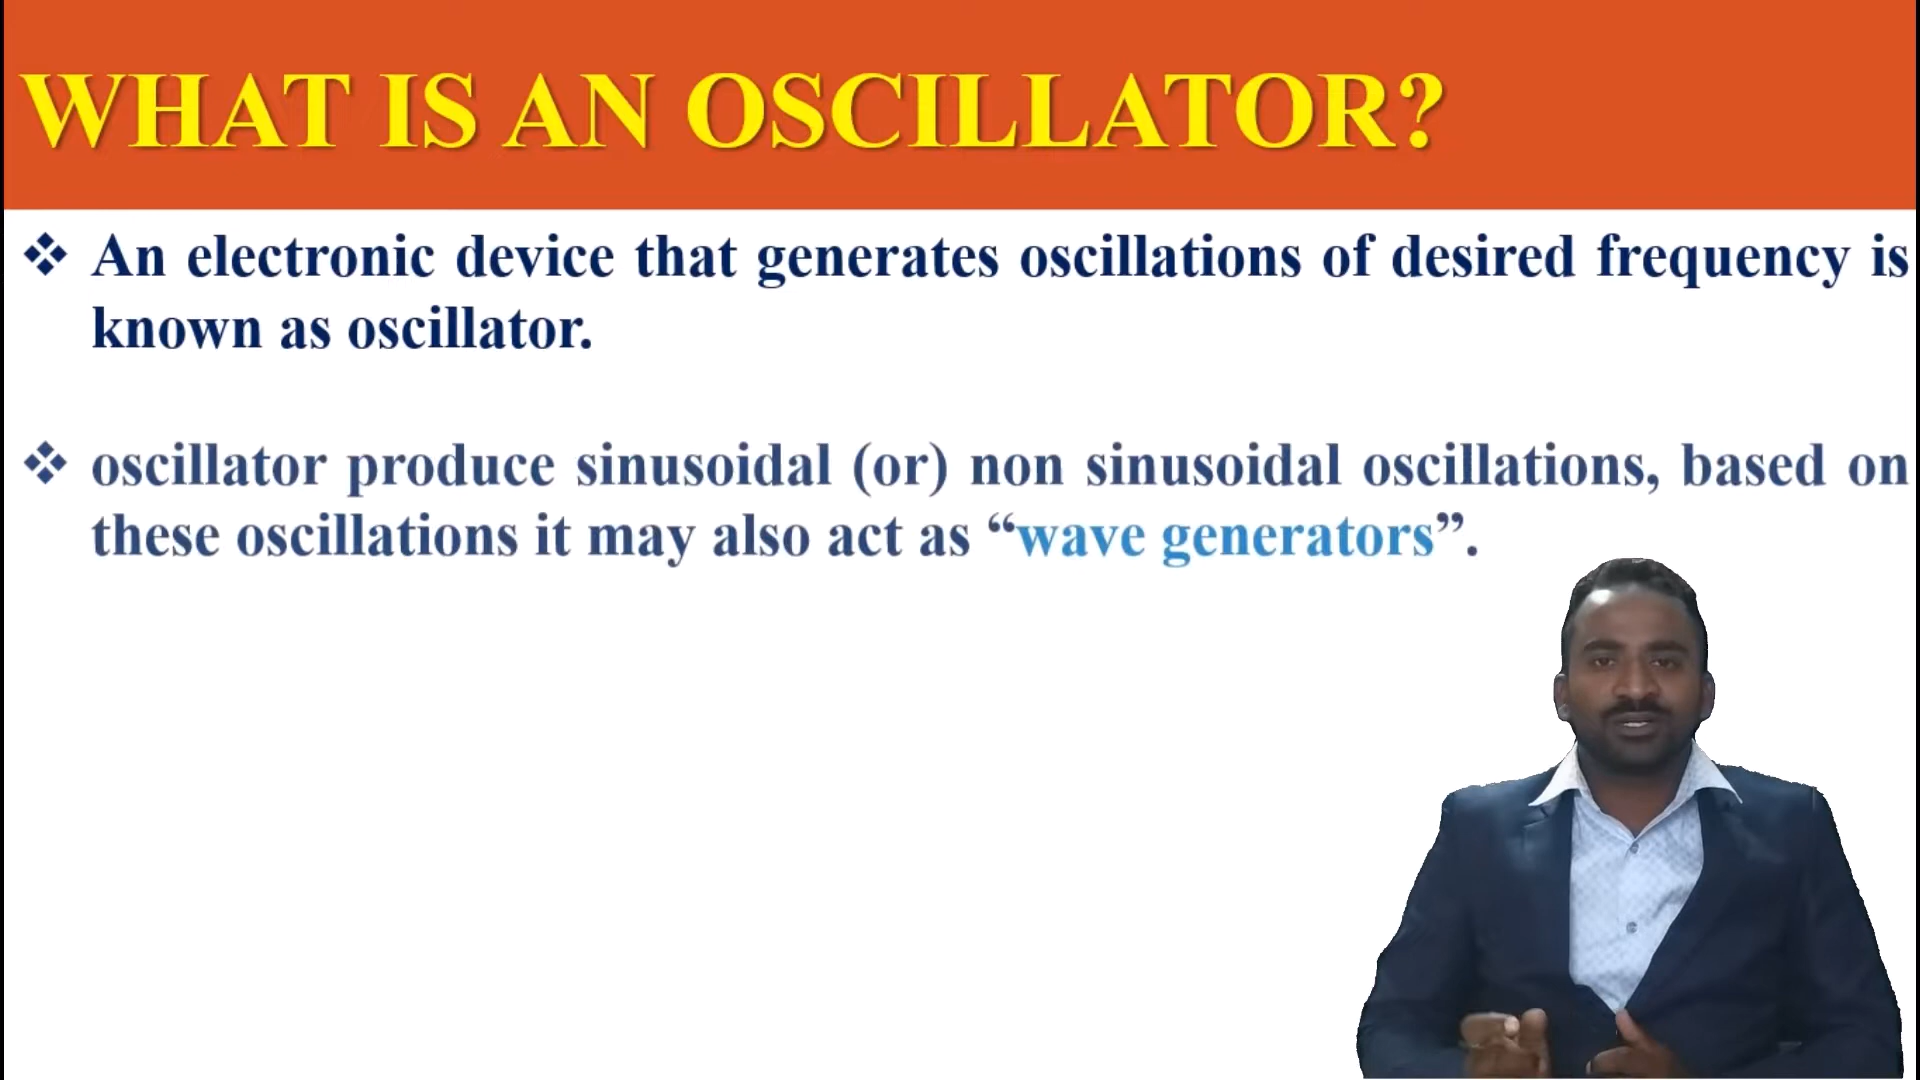 WHAT IS AN OSCILLATOR?
❖ An electronic device that generates oscillations of desired frequency is
known as oscillator.
❖ oscillator produce sinusoidal (or) non sinusoidal oscillations, based on
these oscillations it may also act as “wave generators”.